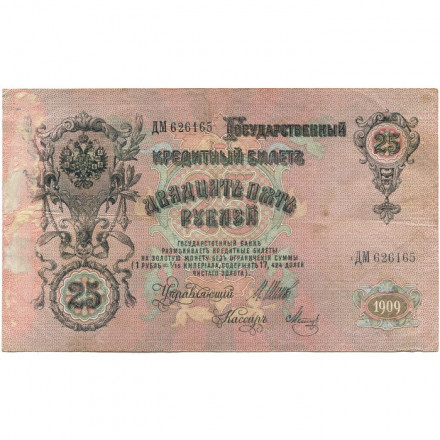 ДМ 626165 Государственный
Кредитный Билетъ
25
Двадцать пять
рублей
ДМ 626165
Государственный Банкъ
размѣниваетъ кредитные билеты
на золотую монету безъ ограниченія суммы
(1 рубль = 1/15 имперіала, содержитъ 17,424 долей
чистаго золота).
25
Управляющій
1909
Кассиръ